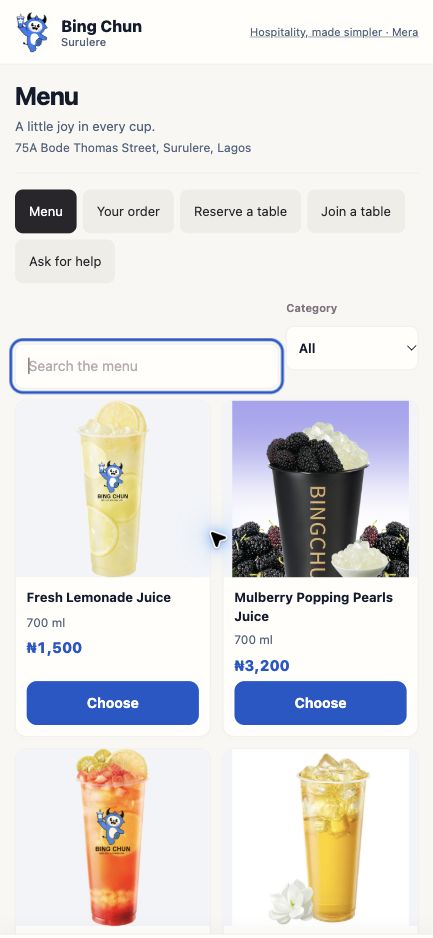 Bing Chun
Surulere
Hospitality, made simpler · Mera
Menu
A little joy in every cup.
75A Bode Thomas Street, Surulere, Lagos
Menu
Your order
Reserve a table
Join a table
Ask for help
Category
Search the menu
All
BING CHUN
BINGCHU
Fresh Lemonade Juice
700 ml
₦1,500
Choose
Mulberry Popping Pearls
Juice
700 ml
₦3,200
Choose
BING CHUN